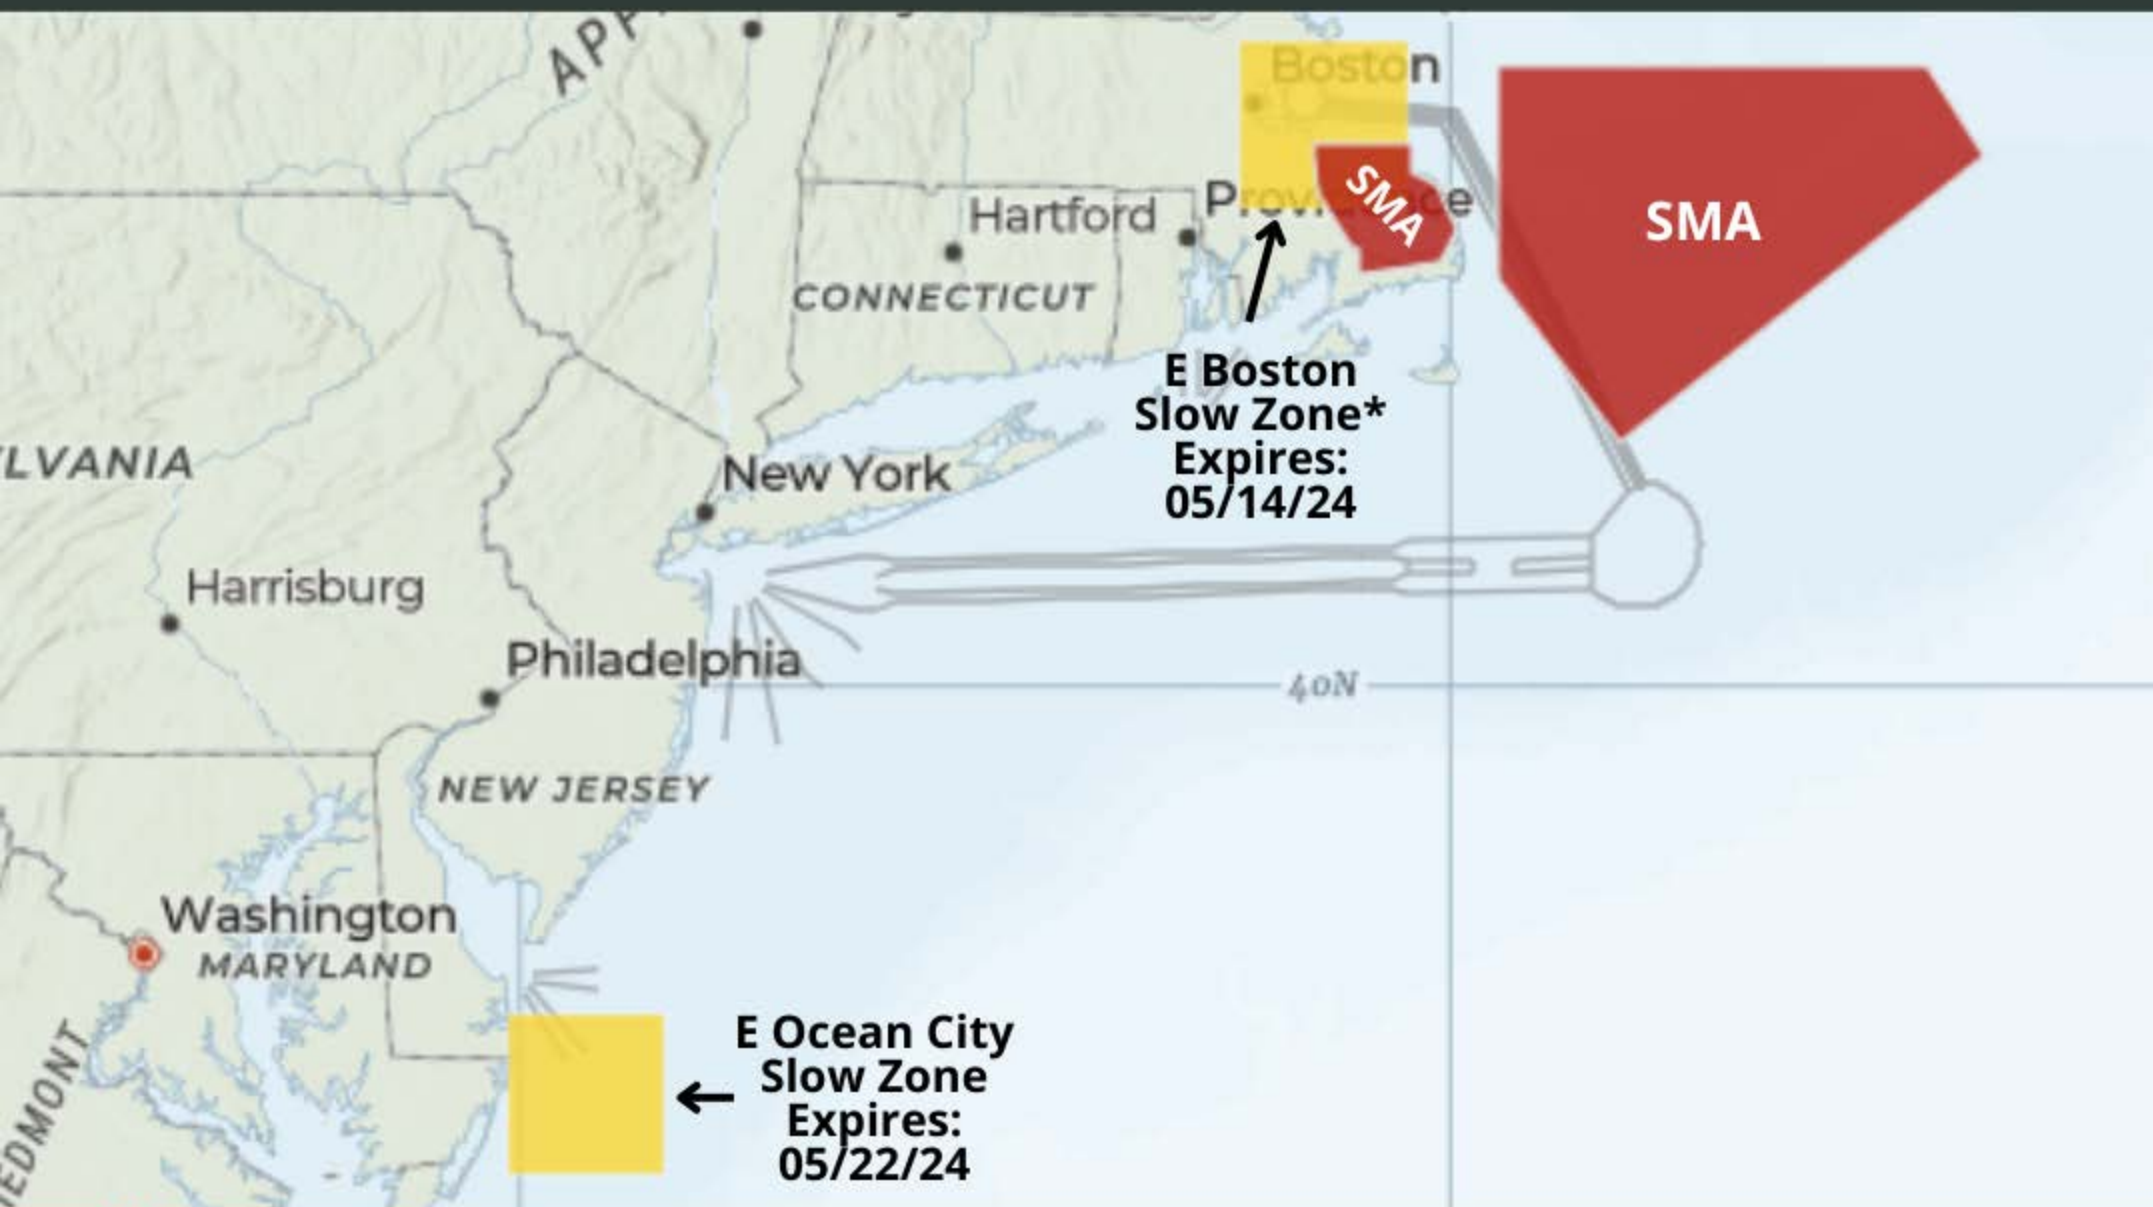 Boston
SMA
SMA
Providence
Hartford
CONNECTICUT
E Boston
Slow Zone*
Expires:
05/14/24
LVANIA
New York
Harrisburg
Philadelphia
40N
NEW JERSEY
Washington
MARYLAND
E Ocean City
Slow Zone
Expires:
05/22/24